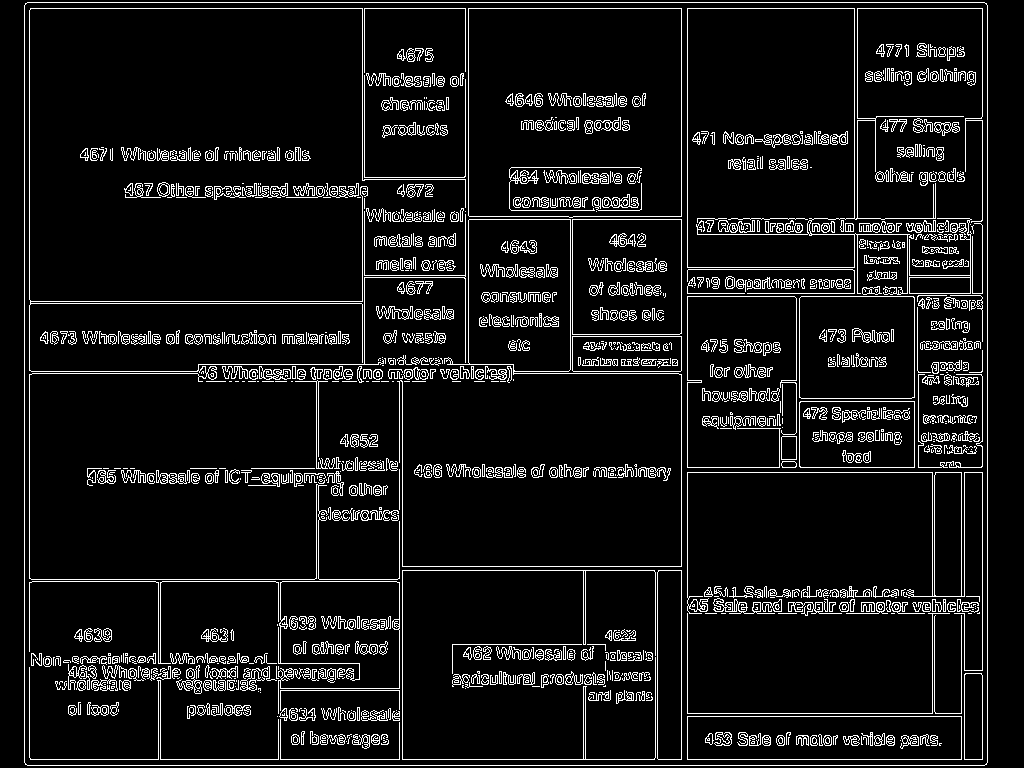 4671 Wholesale of mineral oils
467 Other specialised wholesale
4673 Wholesale of construction materials
4675
Wholesale of
chemical
products
4672
Wholesale of
metals and
metal ores
4677
Wholesale
of waste
and scrap
4646 Wholesale of
medical goods
464 Wholesale of
consumer goods
4643
Wholesale
consumer
electronics
etc
4642
Wholesale
of clothes,
shoes etc
4647 Wholesale of
46 Wholesale trade (no motor vehicles)
465 Wholesale of ICT-equipment
4652
Wholesale
of other
electronics
466 Wholesale of other machinery
4639
Non-specialised
wholesale
of food
4631
Wholesale of
vegetables,
potatoes
463 Wholesale of food and beverages
4638 Wholesale
of other food
4634 Wholesale
of beverages
462 Wholesale of
agricultural products
4622
Wholesale
flowers
and plants
471 Non-specialised
retail sales.
4719 Department stores
4771 Shops
selling clothing
477 Shops
selling
other goods
47 Retail trade (not in motor vehicles)
Shops for
flowers,
plants
475 Shops
for other
household
equipment
473 Petrol
stations
472 Specialised
shops selling
food
476 Shops
selling
recreation
goods
474 Shops
selling
consumer
electronics
4511 Sale and repair of cars
45 Sale and repair of motor vehicles
453 Sale of motor vehicle parts.